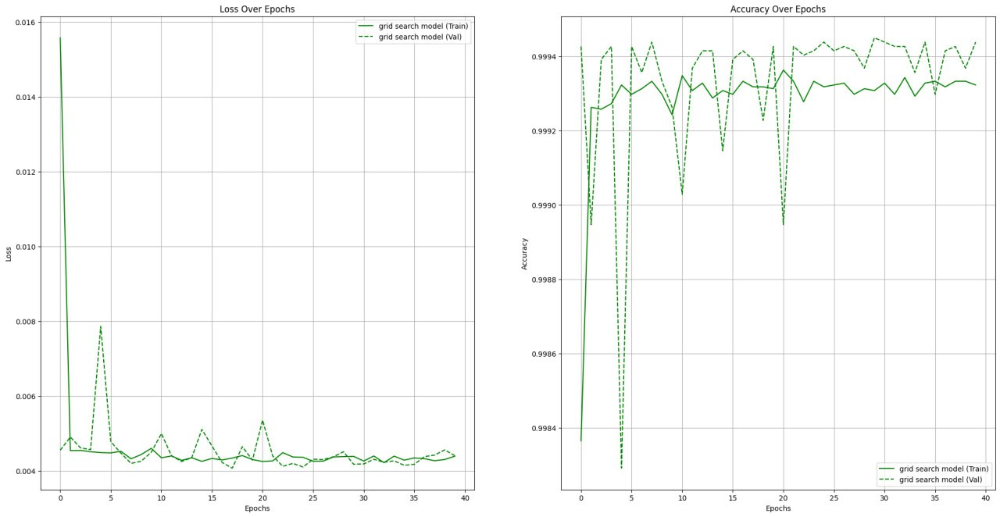 Loss Over Epochs
grid search model (Train)
grid search model (Val)
0.016
0.014
0.012
0.010
0.008
0.006
0.004
Loss
0 5 10 15 20 25 30 35 40
Epochs
Accuracy Over Epochs
0.9994
0.9992
0.9990
0.9988
0.9986
0.9984
Accuracy
grid search model (Train)
grid search model (Val)
0 5 10 15 20 25 30 35 40
Epochs